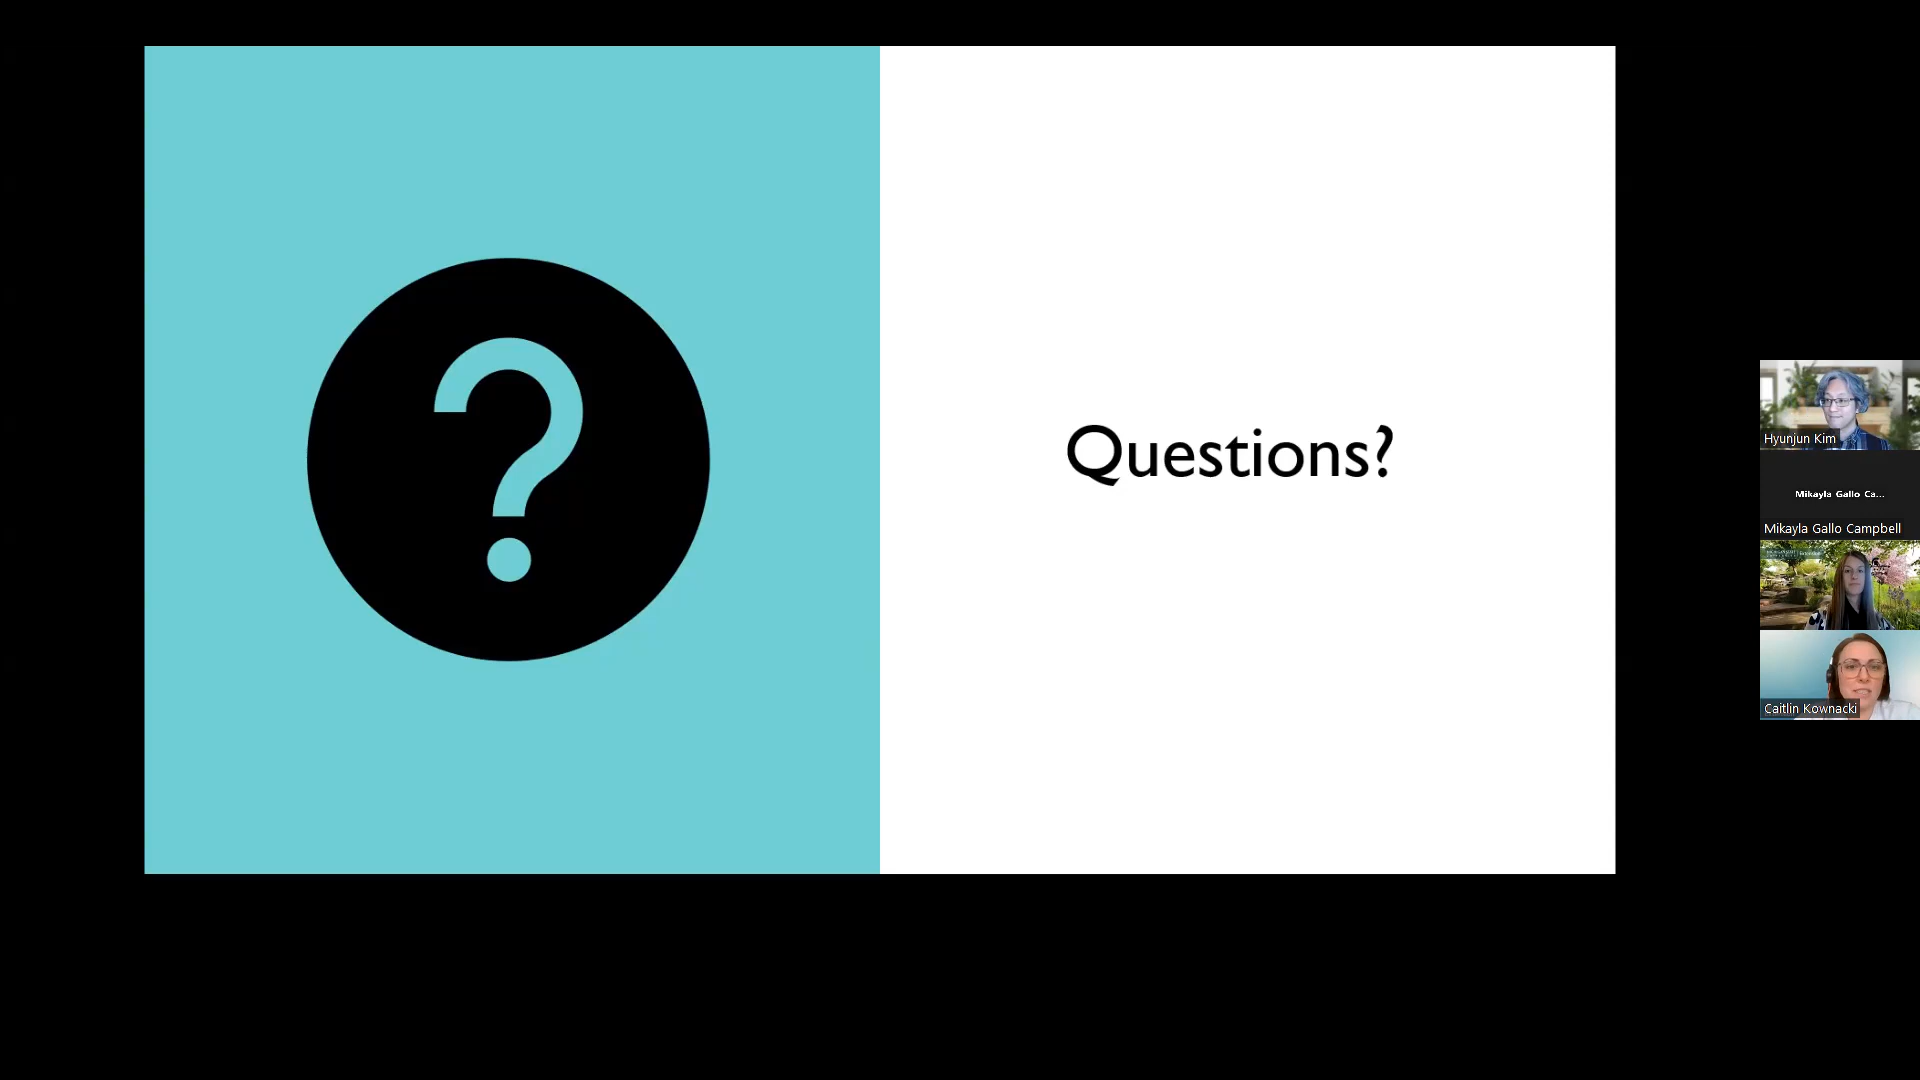 ?
Questions?
Hyunjun Kim
Mikayla Gallo Ca...
Mikayla Gallo Campbell
Caitlin Kownacki